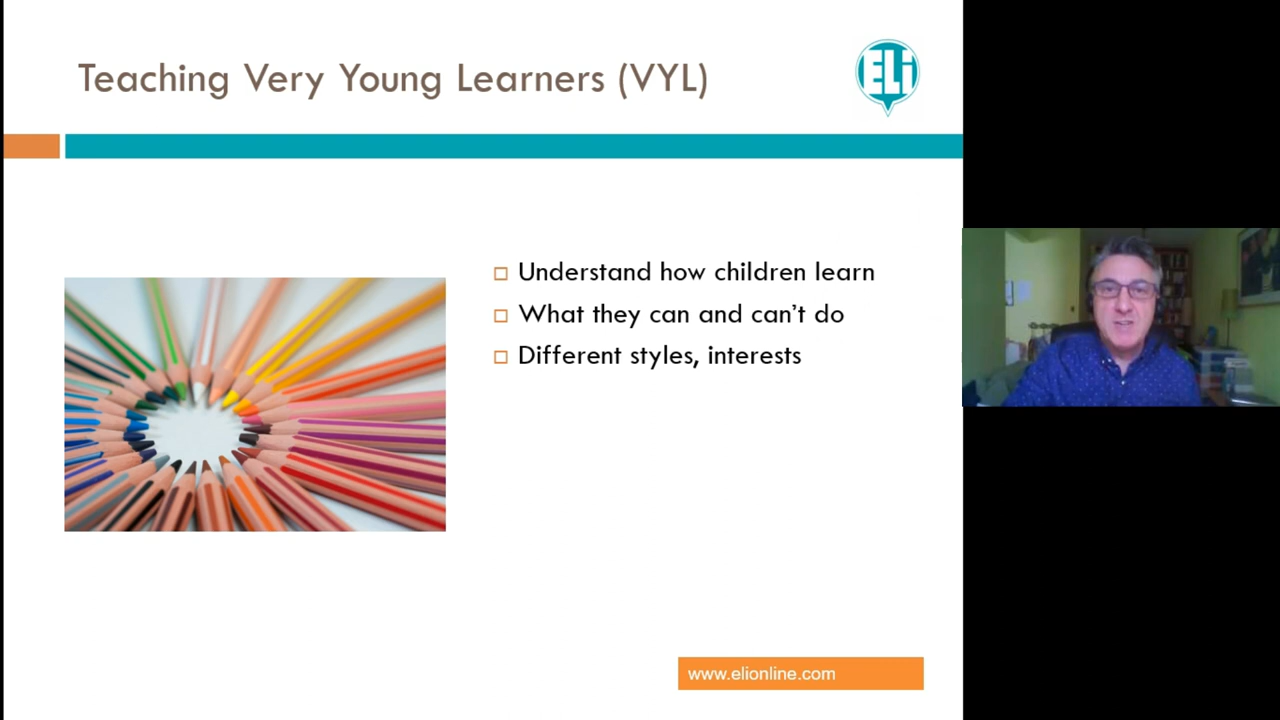 Teaching Very Young Learners (VYL)
ELi
Understand how children learn
What they can and can't do
Different styles, interests
www.elionline.com